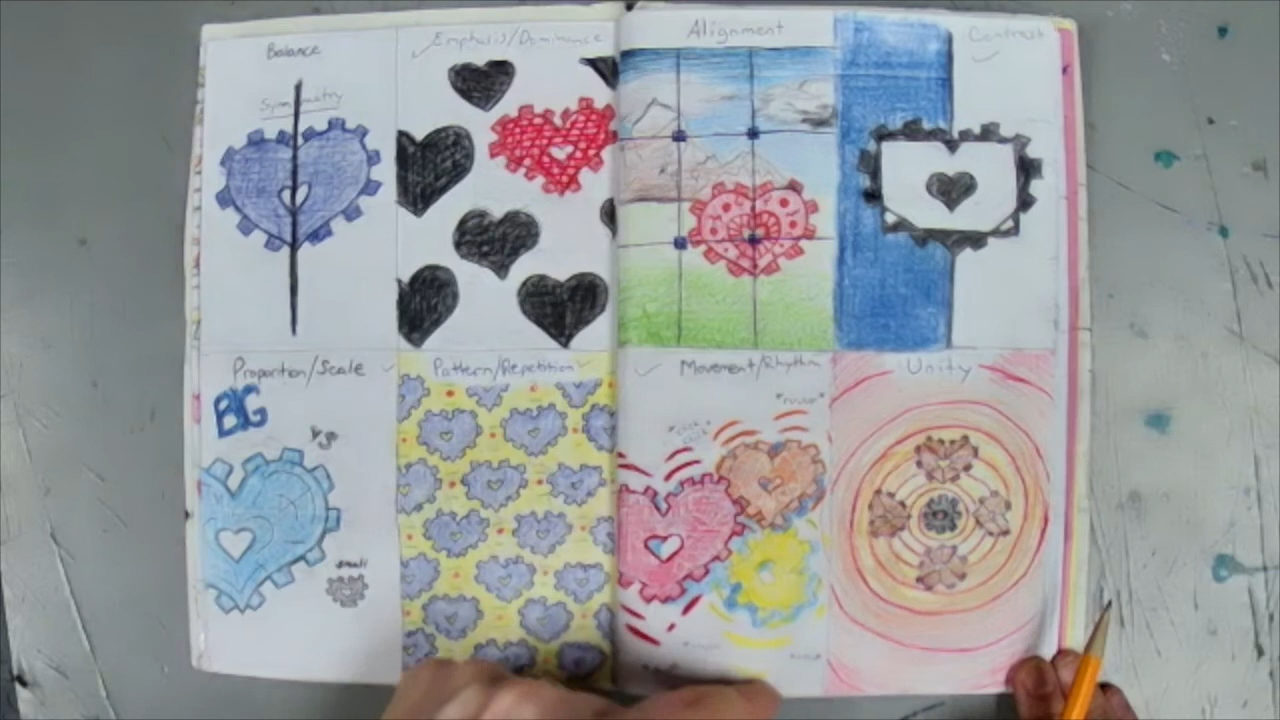 Balance
Symmetry
Emphasis/Dominance
Alignment
Contrast
Proportion/Scale
BIG
vs
small
Pattern/Repetition
Movement/Rhythm
Unity